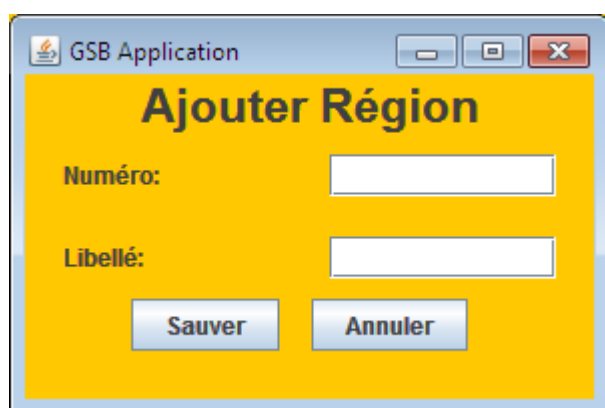 GSB Application
Ajouter Région
Numéro:
Libellé:
Sauver Annuler